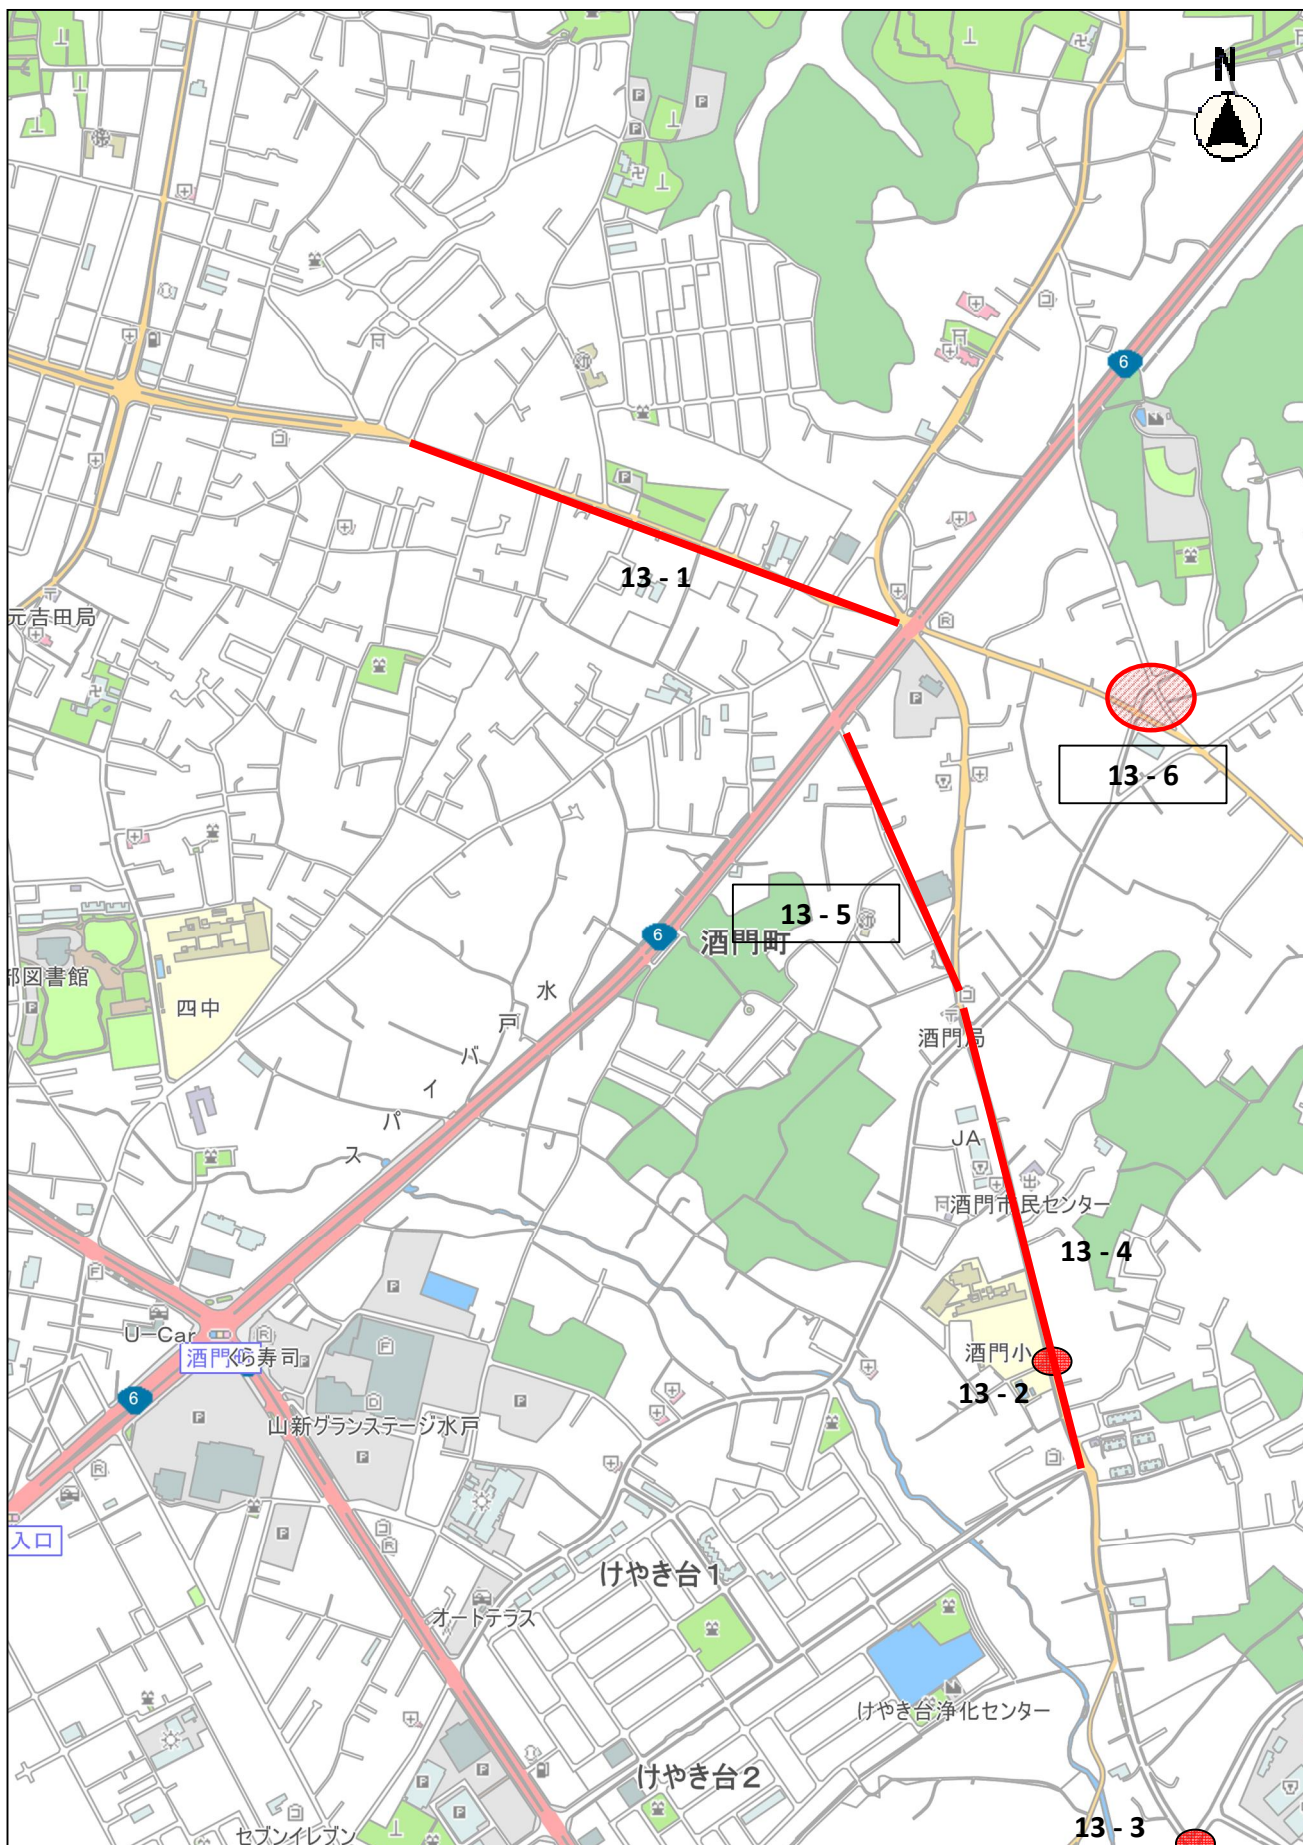 N
6
13 - 1
元吉田局
13 - 6
13 - 5
6
酒門町
部図書館
四中
水
戸
バ
イ
パ
ス
酒門局
JA
酒門市民センター
13 - 4
U-Car
くら寿司
酒門小
13 - 2
6
山新グランステージ水戸
入口
けやき台1
オートテラス
けやき台浄化センター
けやき台2
13 - 3
セブンイレブン